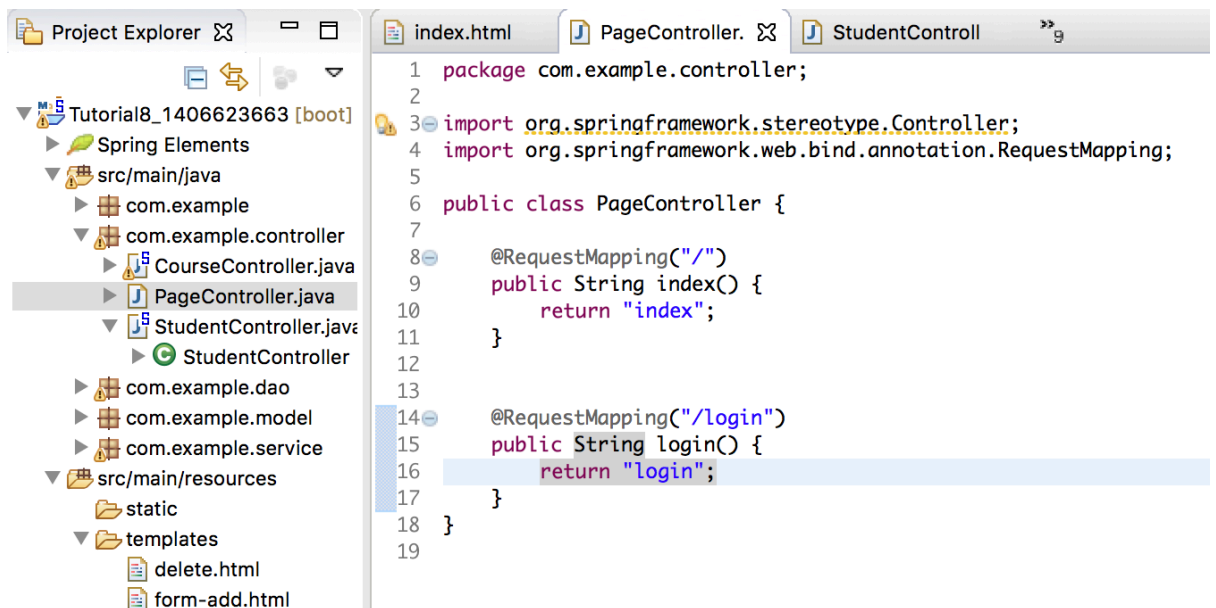 Project Explorer
Tutorial8_1406623663 [boot]
Spring Elements
src/main/java
com.example
com.example.controller
CourseController.java
PageController.java
StudentController.java
StudentController
com.example.dao
com.example.model
com.example.service
src/main/resources
static
templates
delete.html
form-add.html
index.html PageController. StudentControll 9
1 package com.example.controller;
2
3 import org.springframework.stereotype.Controller;
4 import org.springframework.web.bind.annotation.RequestMapping;
5
6 public class PageController {
7
8 @RequestMapping("/")
9 public String index() {
10 return "index";
11 }
12
13
14 @RequestMapping("/login")
15 public String login() {
16 return "login";
17 }
18 }
19